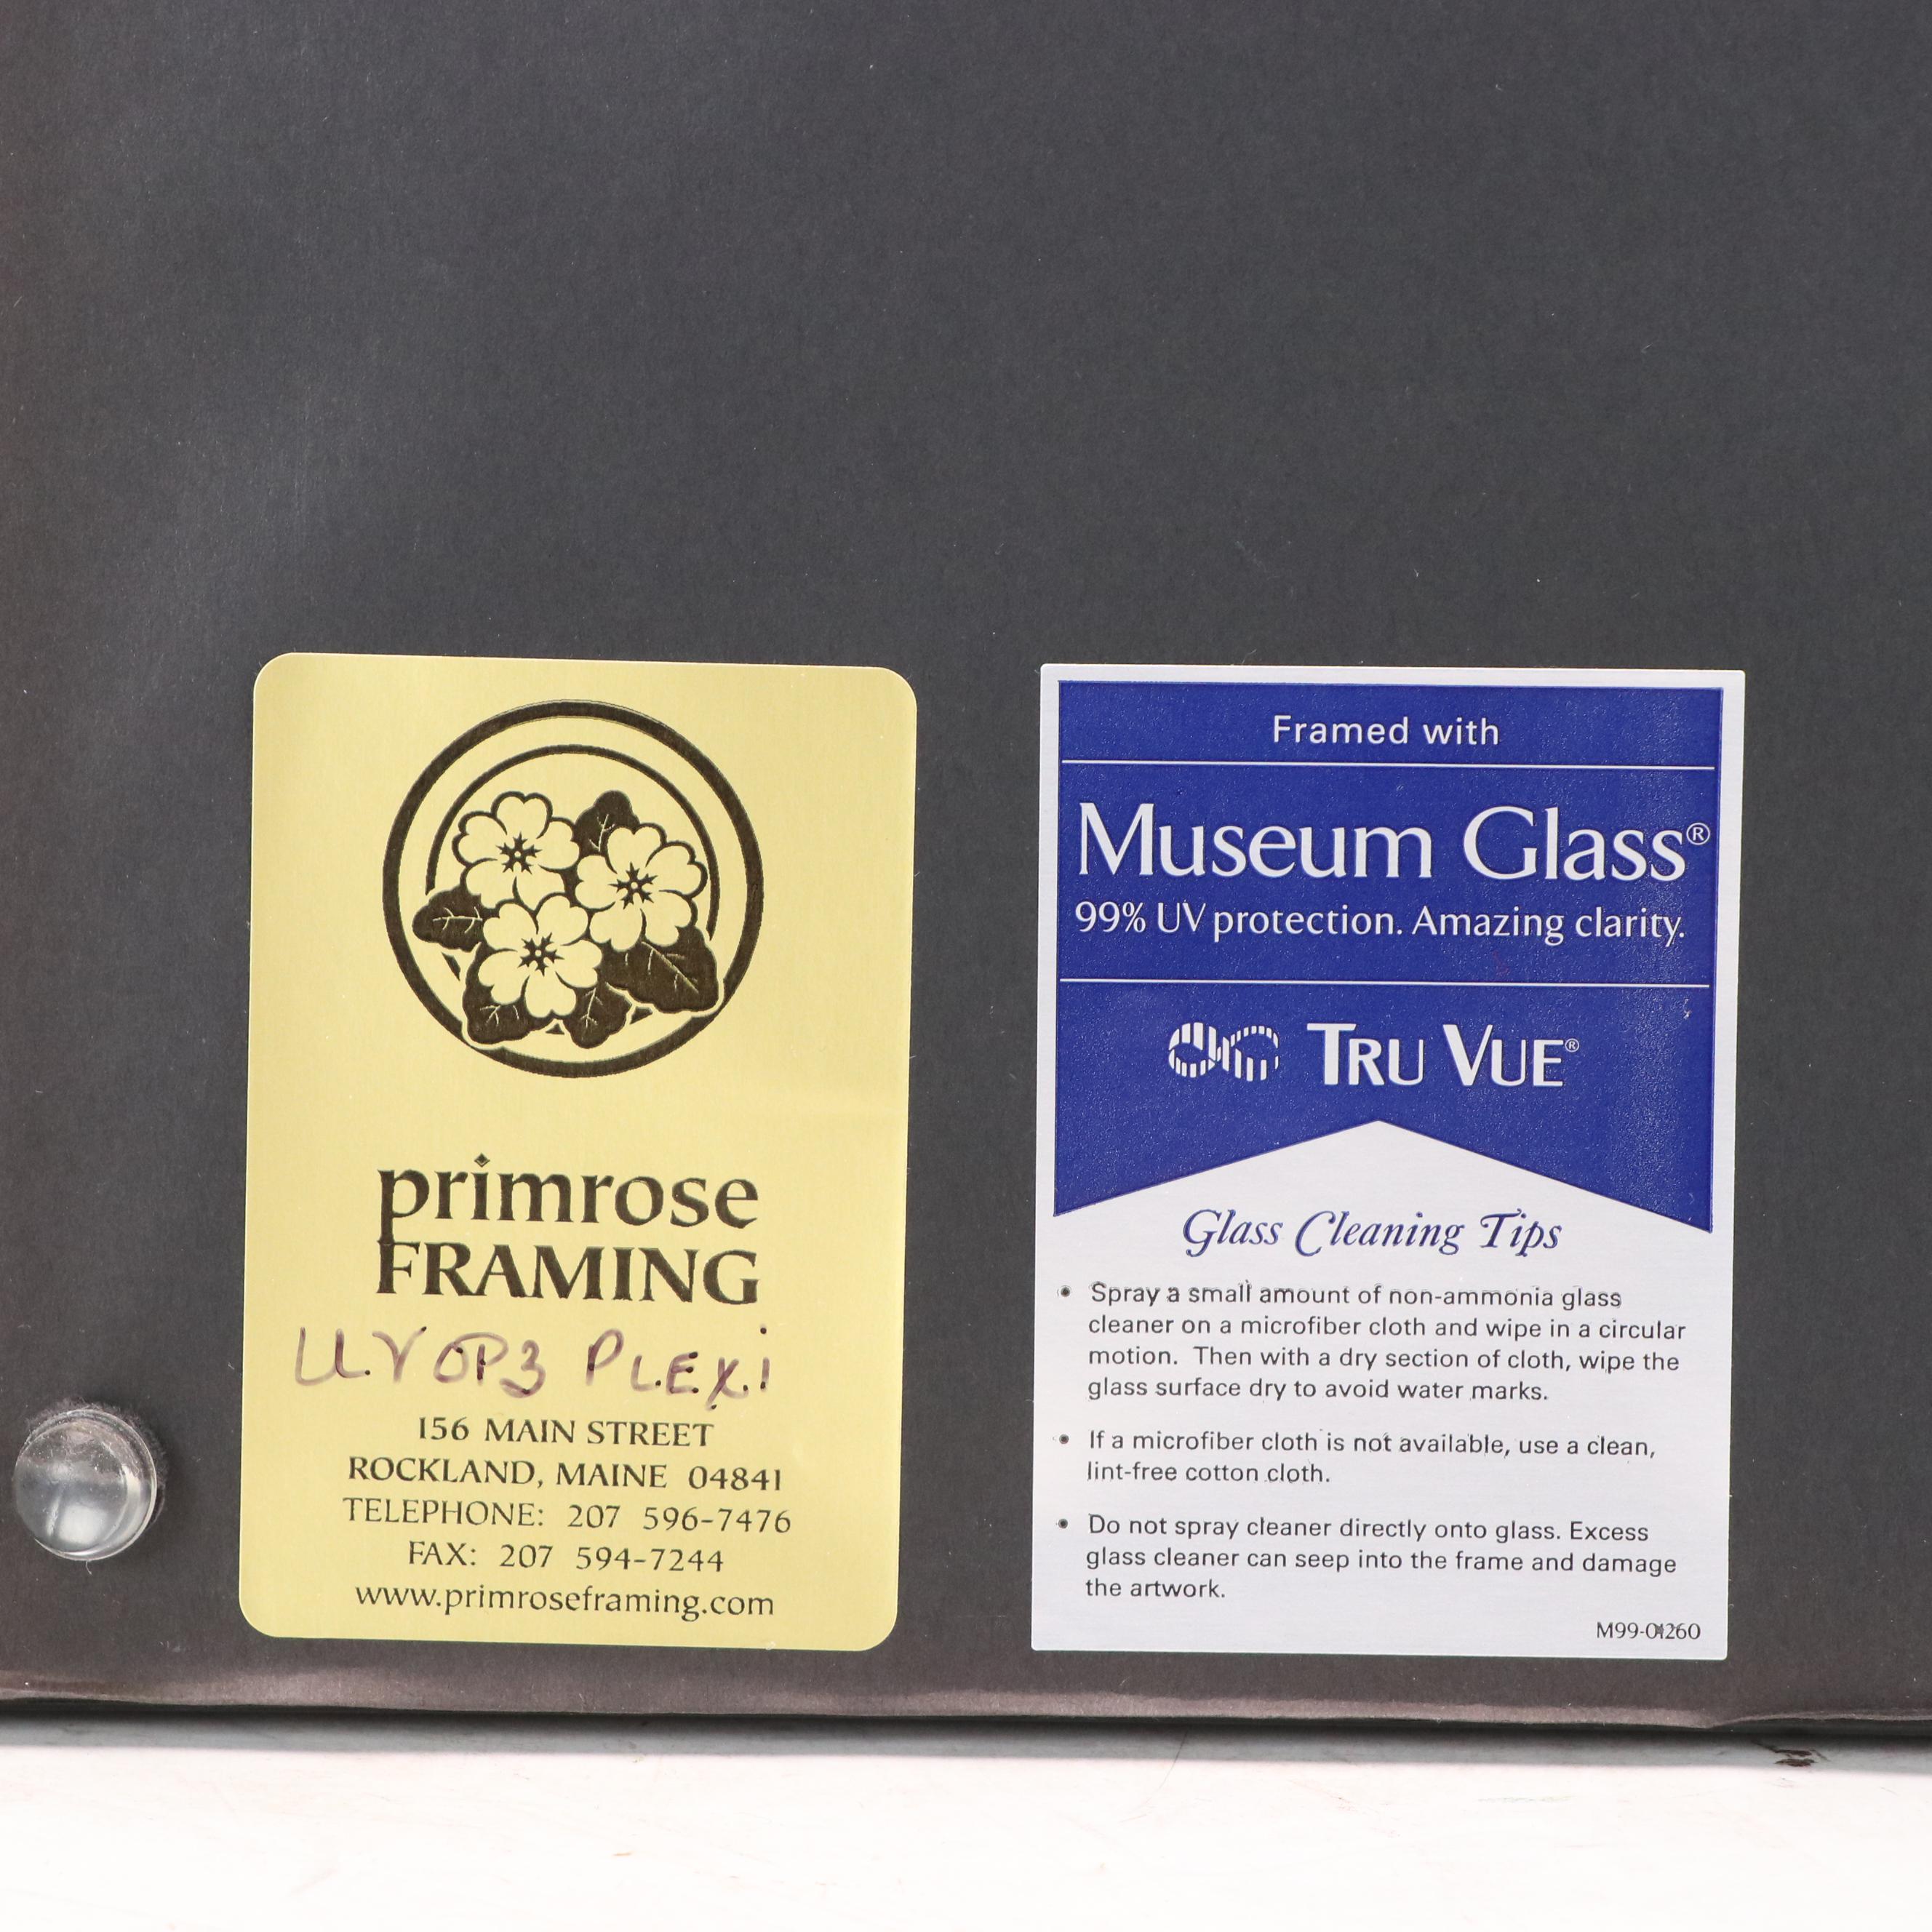 primrose
FRAMING
UV OP3 PLEXi
156 MAIN STREET
ROCKLAND, MAINE 04841
TELEPHONE: 207 596-7476
FAX: 207 594-7244
www.primroseframing.com
Framed with
Museum Glass®
99% UV protection. Amazing clarity.
TRU VUE®
Glass Cleaning Tips
• Spray a small amount of non-ammonia glass
cleaner on a microfiber cloth and wipe in a circular
motion. Then with a dry section of cloth, wipe the
glass surface dry to avoid water marks.
• If a microfiber cloth is not available, use a clean,
lint-free cotton cloth.
• Do not spray cleaner directly onto glass. Excess
glass cleaner can seep into the frame and damage
the artwork.